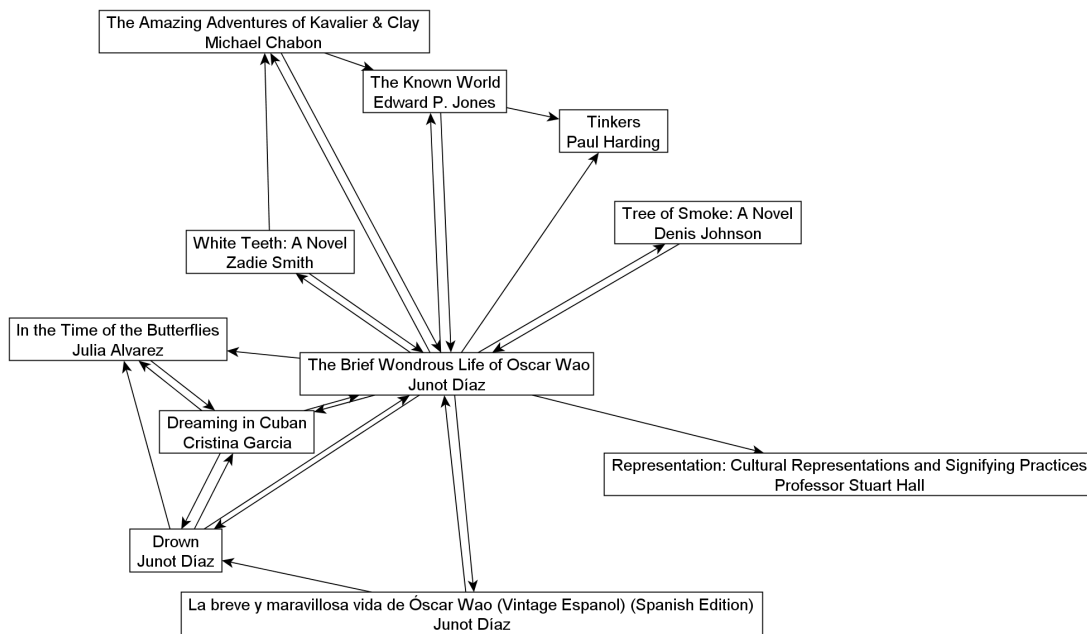 The Amazing Adventures of Kavalier & Clay
Michael Chabon
The Known World
Edward P. Jones
Tinkers
Paul Harding
Tree of Smoke: A Novel
Denis Johnson
White Teeth: A Novel
Zadie Smith
In the Time of the Butterflies
Julia Alvarez
The Brief Wondrous Life of Oscar Wao
Junot Díaz
Dreaming in Cuban
Cristina Garcia
Representation: Cultural Representations and Signifying Practices
Professor Stuart Hall
Drown
Junot Díaz
La breve y maravillosa vida de Óscar Wao (Vintage Espanol) (Spanish Edition)
Junot Díaz